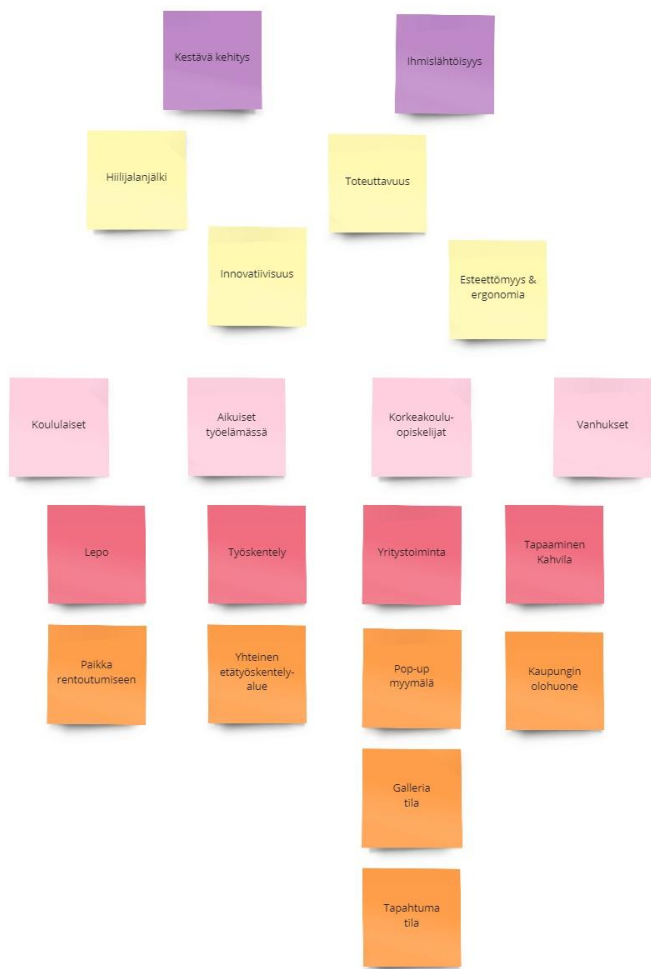 Kestävä kehitys
Ihmislähtöisyys
Hiilijalanjälki
Toteuttavuus
Innovatiivisuus
Esteettömyys &
ergonomia
Koululaiset
Aikuiset
työelämässä
Korkeakoulu-
opiskelijat
Vanhukset
Lepo
Työskentely
Yritystoiminta
Tapaaminen
Kahvila
Paikka
rentoutumiseen
Yhteinen
etätyöskentely-
alue
Pop-up
myymälä
Kaupungin
olohuone
Galleria
tila
Tapahtuma
tila